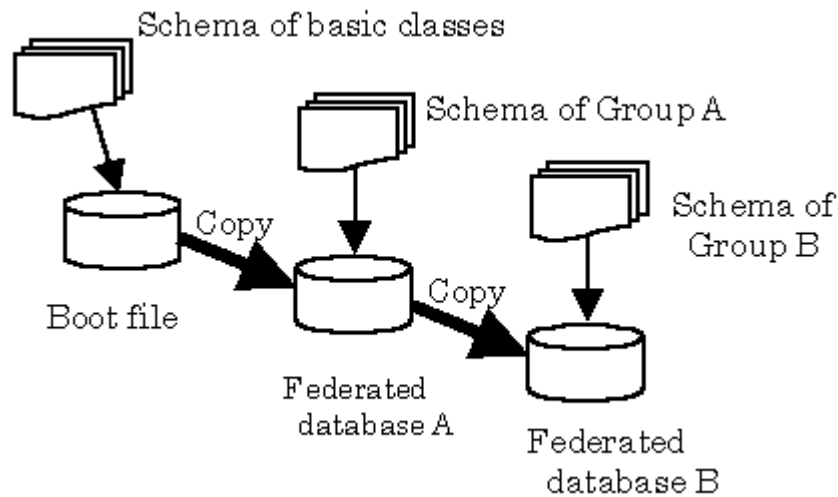 Schema of basic classes
Schema of Group A
Schema of
Group B
Copy
Copy
Boot file
Federated
database A
Federated
database B